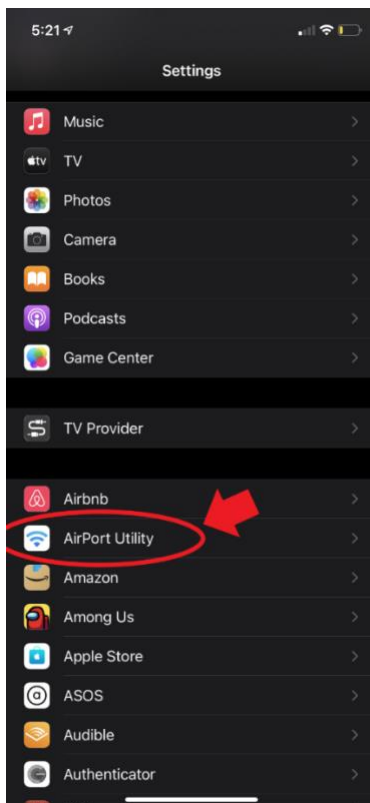 5:21
Settings
Music
tv TV
Photos
Camera
Books
Podcasts
Game Center
TV Provider
Airbnb
AirPort Utility
Amazon
Among Us
Apple Store
ASOS
Audible
Authenticator